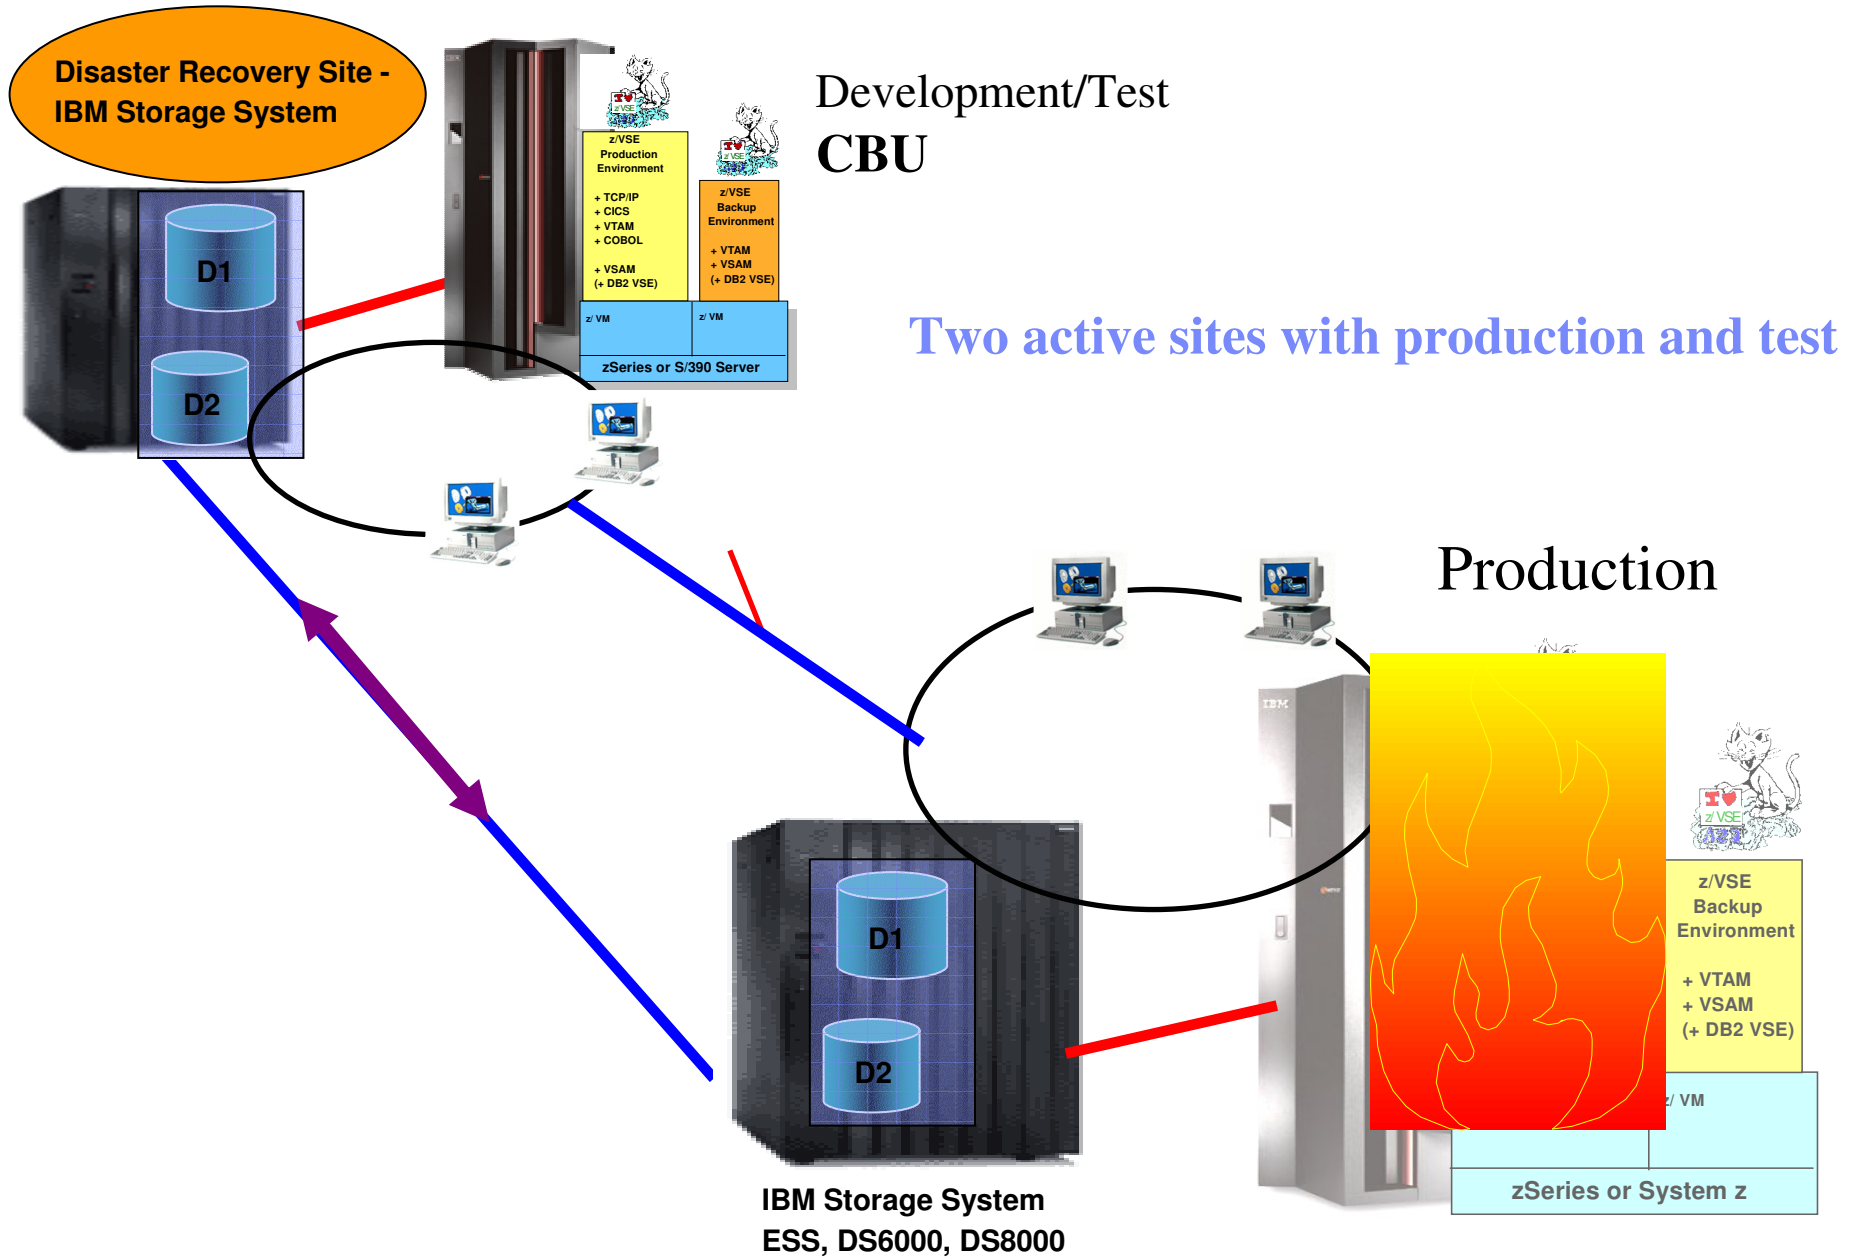 Disaster Recovery Site -
IBM Storage System
D1
D2
I ♥
z/VSE
z/VSE
Production
Environment
+ TCP/IP
+ CICS
+ VTAM
+ COBOL
+ VSAM
(+ DB2 VSE)
I ♥
z/VSE
z/VSE
Backup
Environment
+ VTAM
+ VSAM
(+ DB2 VSE)
z/ VM
z/ VM
zSeries or S/390 Server
Development/Test
CBU
Two active sites with production and test
Production
IBM
I ♥
z/VSE
z/VSE
Backup
Environment
+ VTAM
+ VSAM
(+ DB2 VSE)
z/ VM
zSeries or System z
D1
D2
IBM Storage System
ESS, DS6000, DS8000